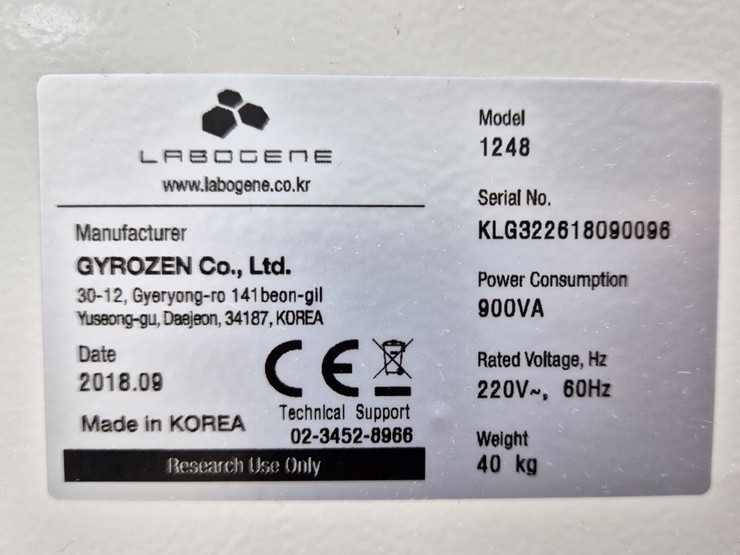 LABOGENE
www.labogene.co.kr
Manufacturer
GYROZEN Co., Ltd.
30-12, Gyeryong-ro 141beon-gil
Yuseong-gu, Daejeon, 34187, KOREA
Date
2018.09
CE
Made in KOREA
Technical Support
02-3452-8966
Research Use Only
Model
1248
Serial No.
KLG322618090096
Power Consumption
900VA
Rated Voltage, Hz
220V~, 60Hz
Weight
40 kg